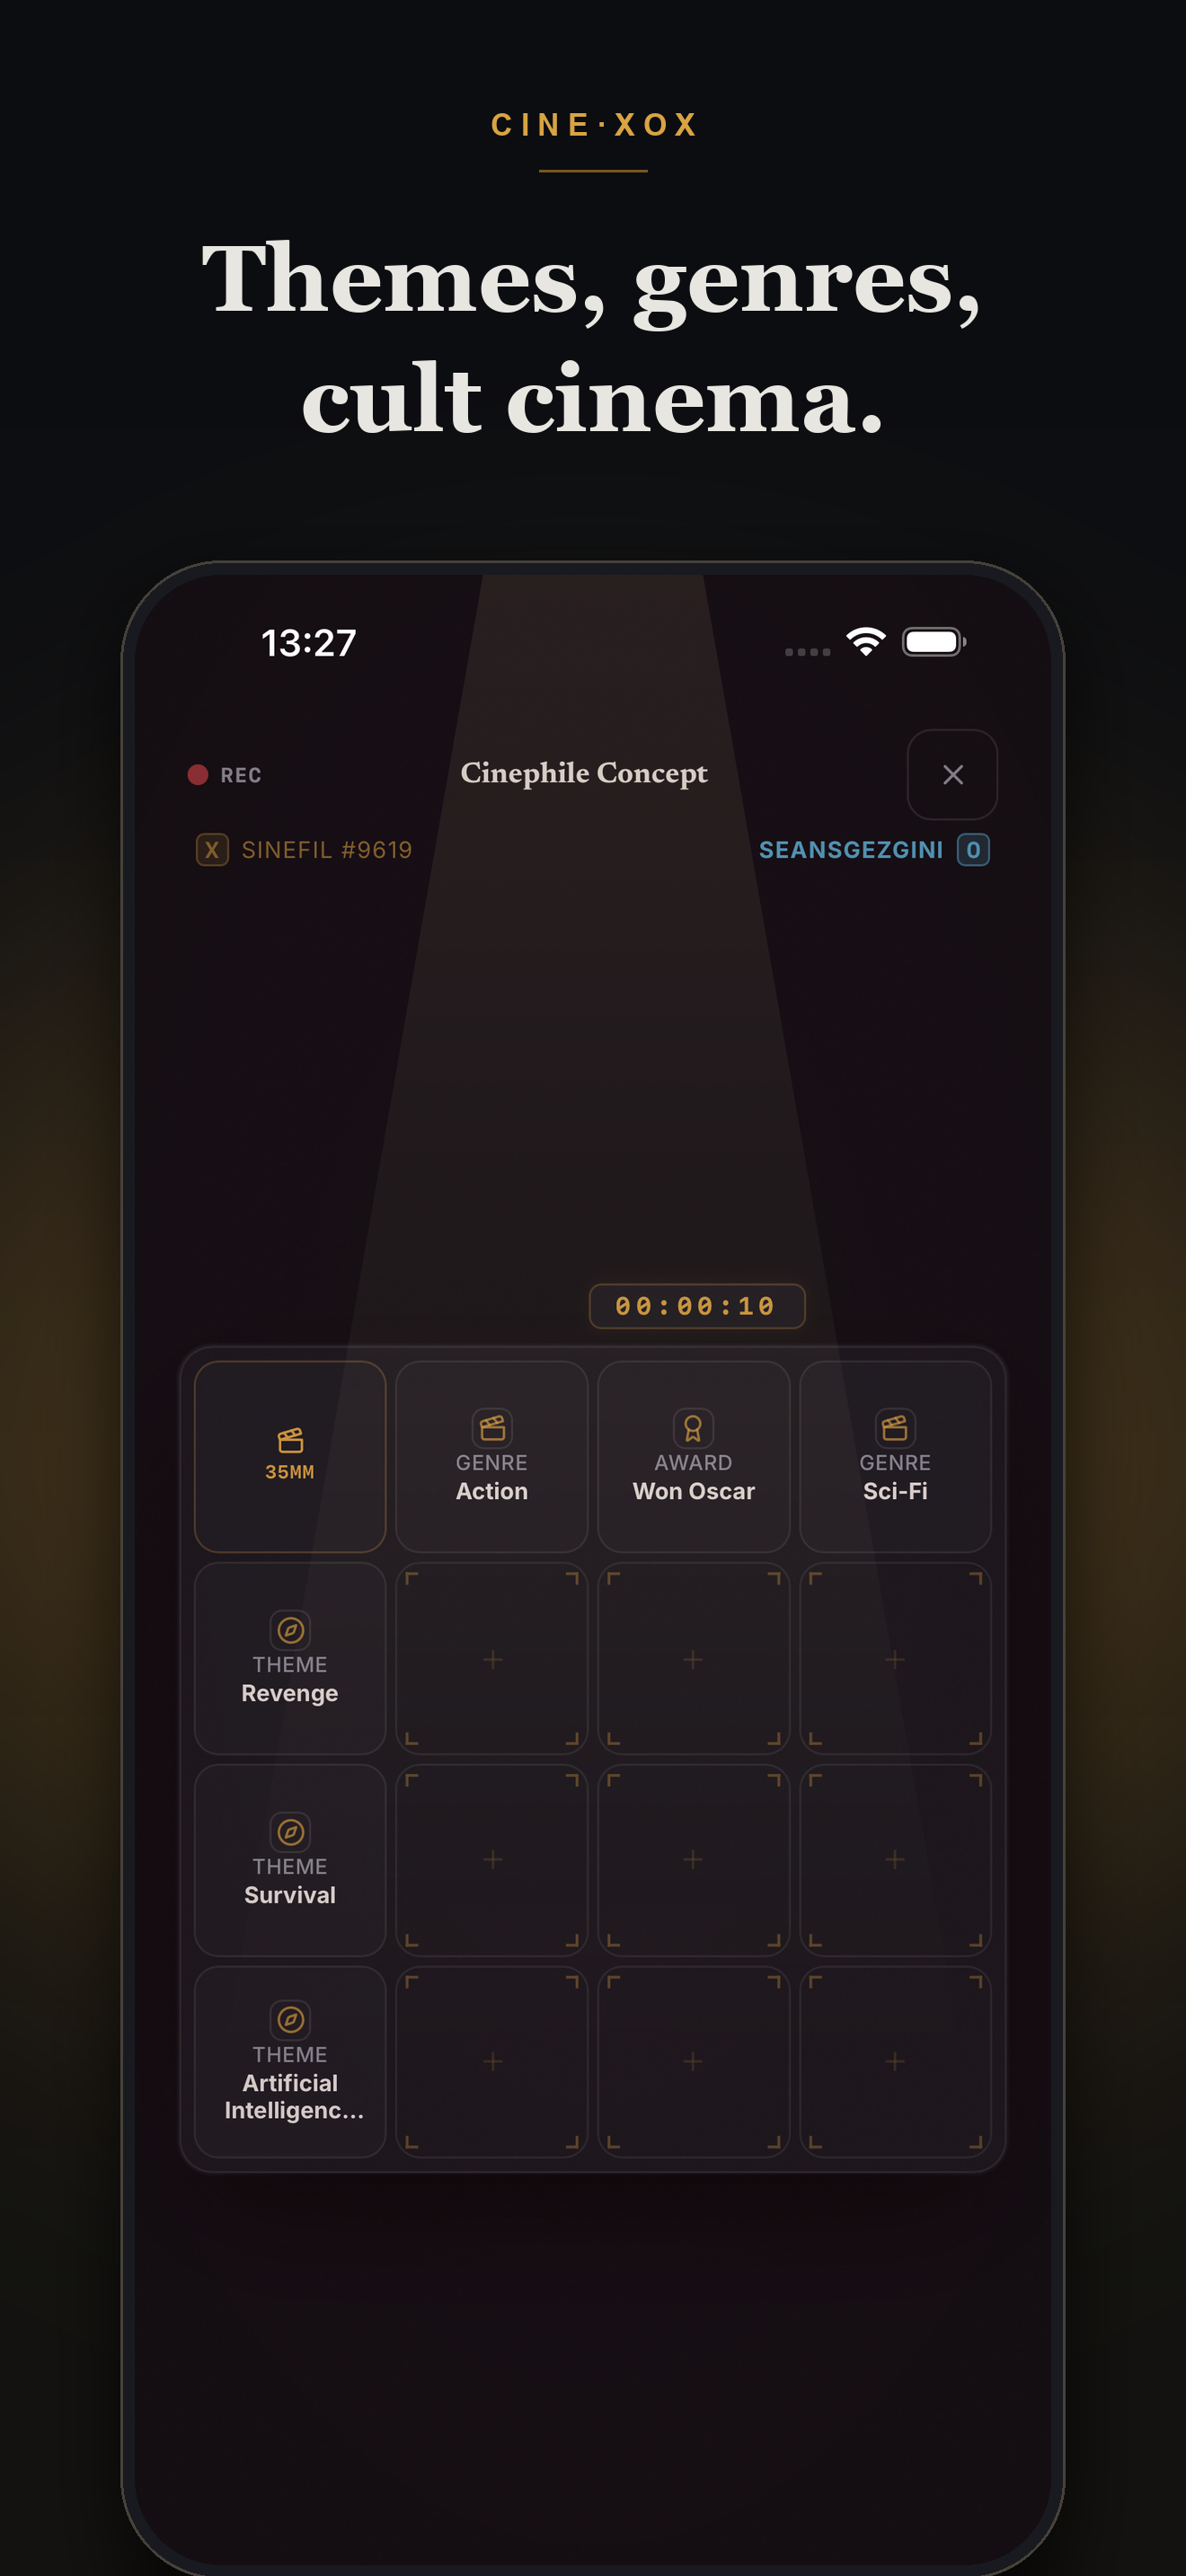 CINE·XOX
Themes, genres,
cult cinema.
13:27
REC
Cinephile Concept
X SINEFIL #9619
SEANSGEZGINI O
00:00:10
35MM
GENRE
Action
AWARD
Won Oscar
GENRE
Sci-Fi
THEME
Revenge
THEME
Survival
THEME
Artificial
Intelligenc...